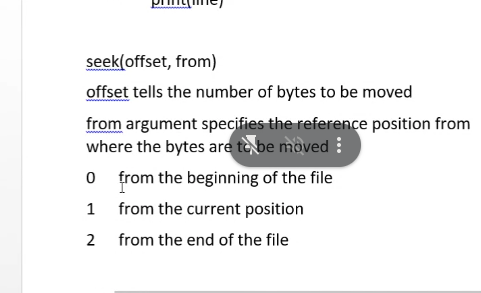 print(line)
seek(offset, from)
offset tells the number of bytes to be moved
from argument specifies the reference position from
where the bytes are to be moved
0 from the beginning of the file
1 from the current position
2 from the end of the file